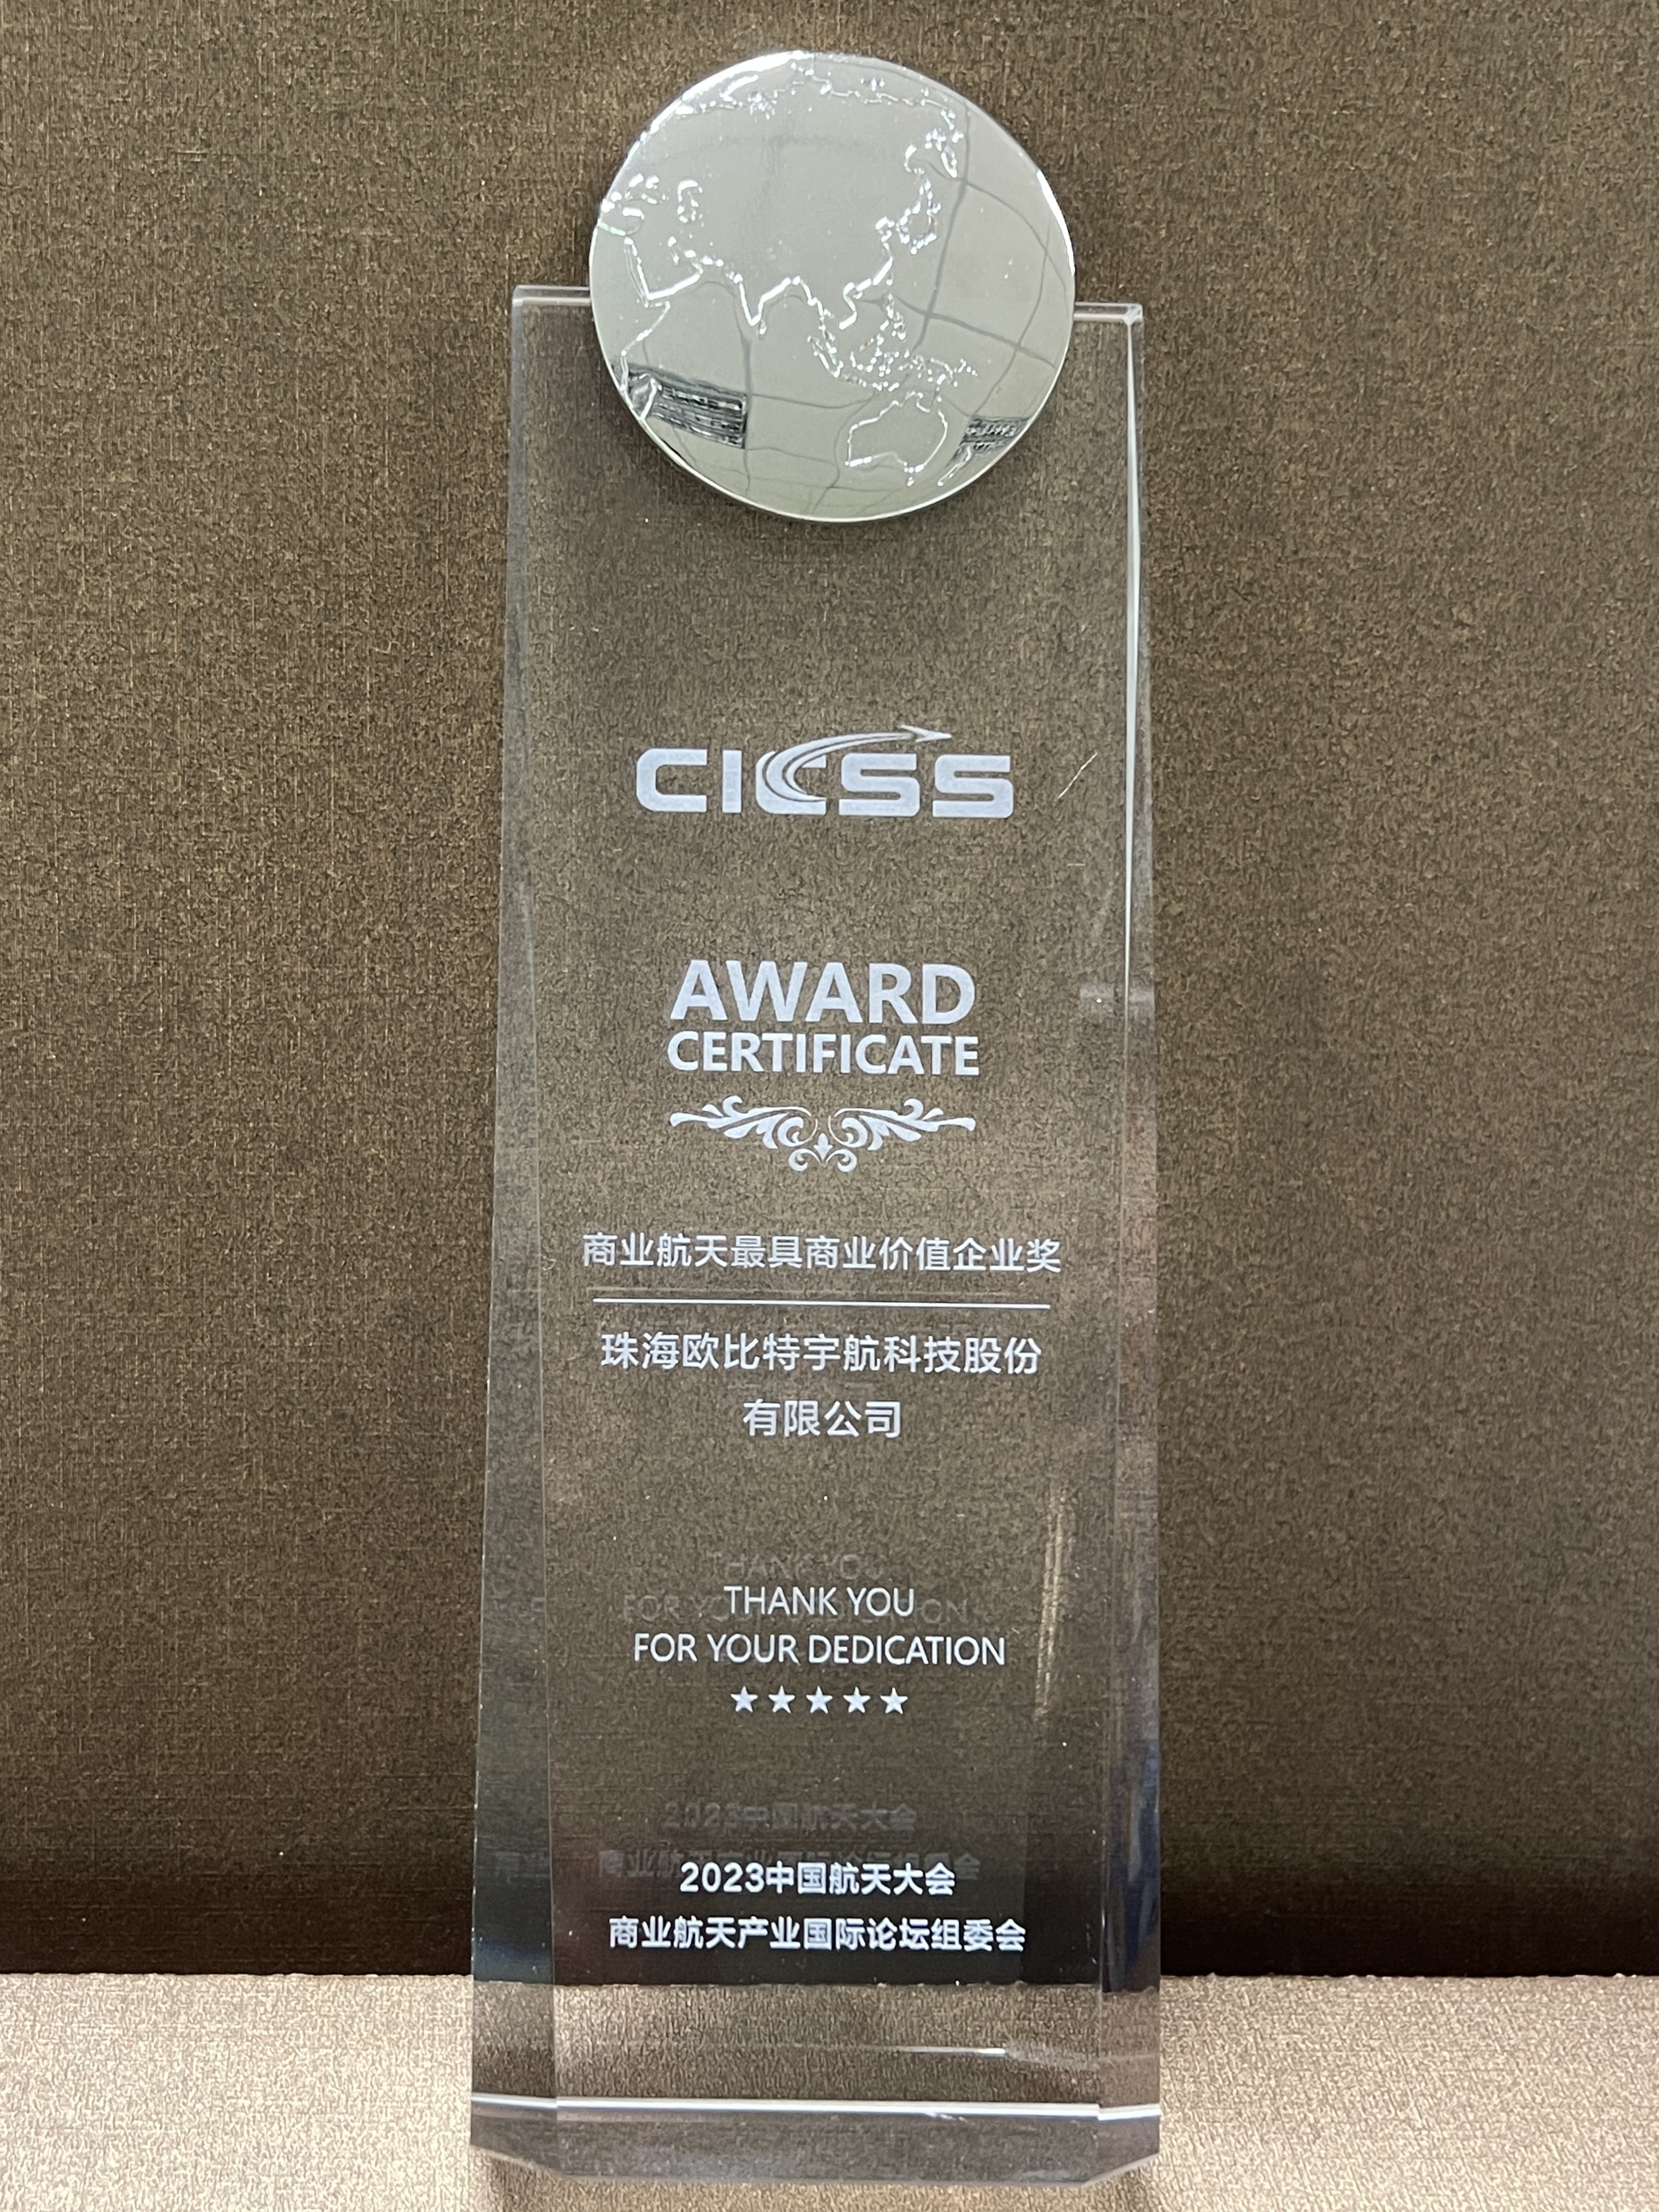 CICSS
AWARD
CERTIFICATE
商业航天最具商业价值企业奖
珠海欧比特宇航科技股份
有限公司
THANK YOU
FOR YOUR DEDICATION
2023中国航天大会
商业航天产业国际论坛组委会